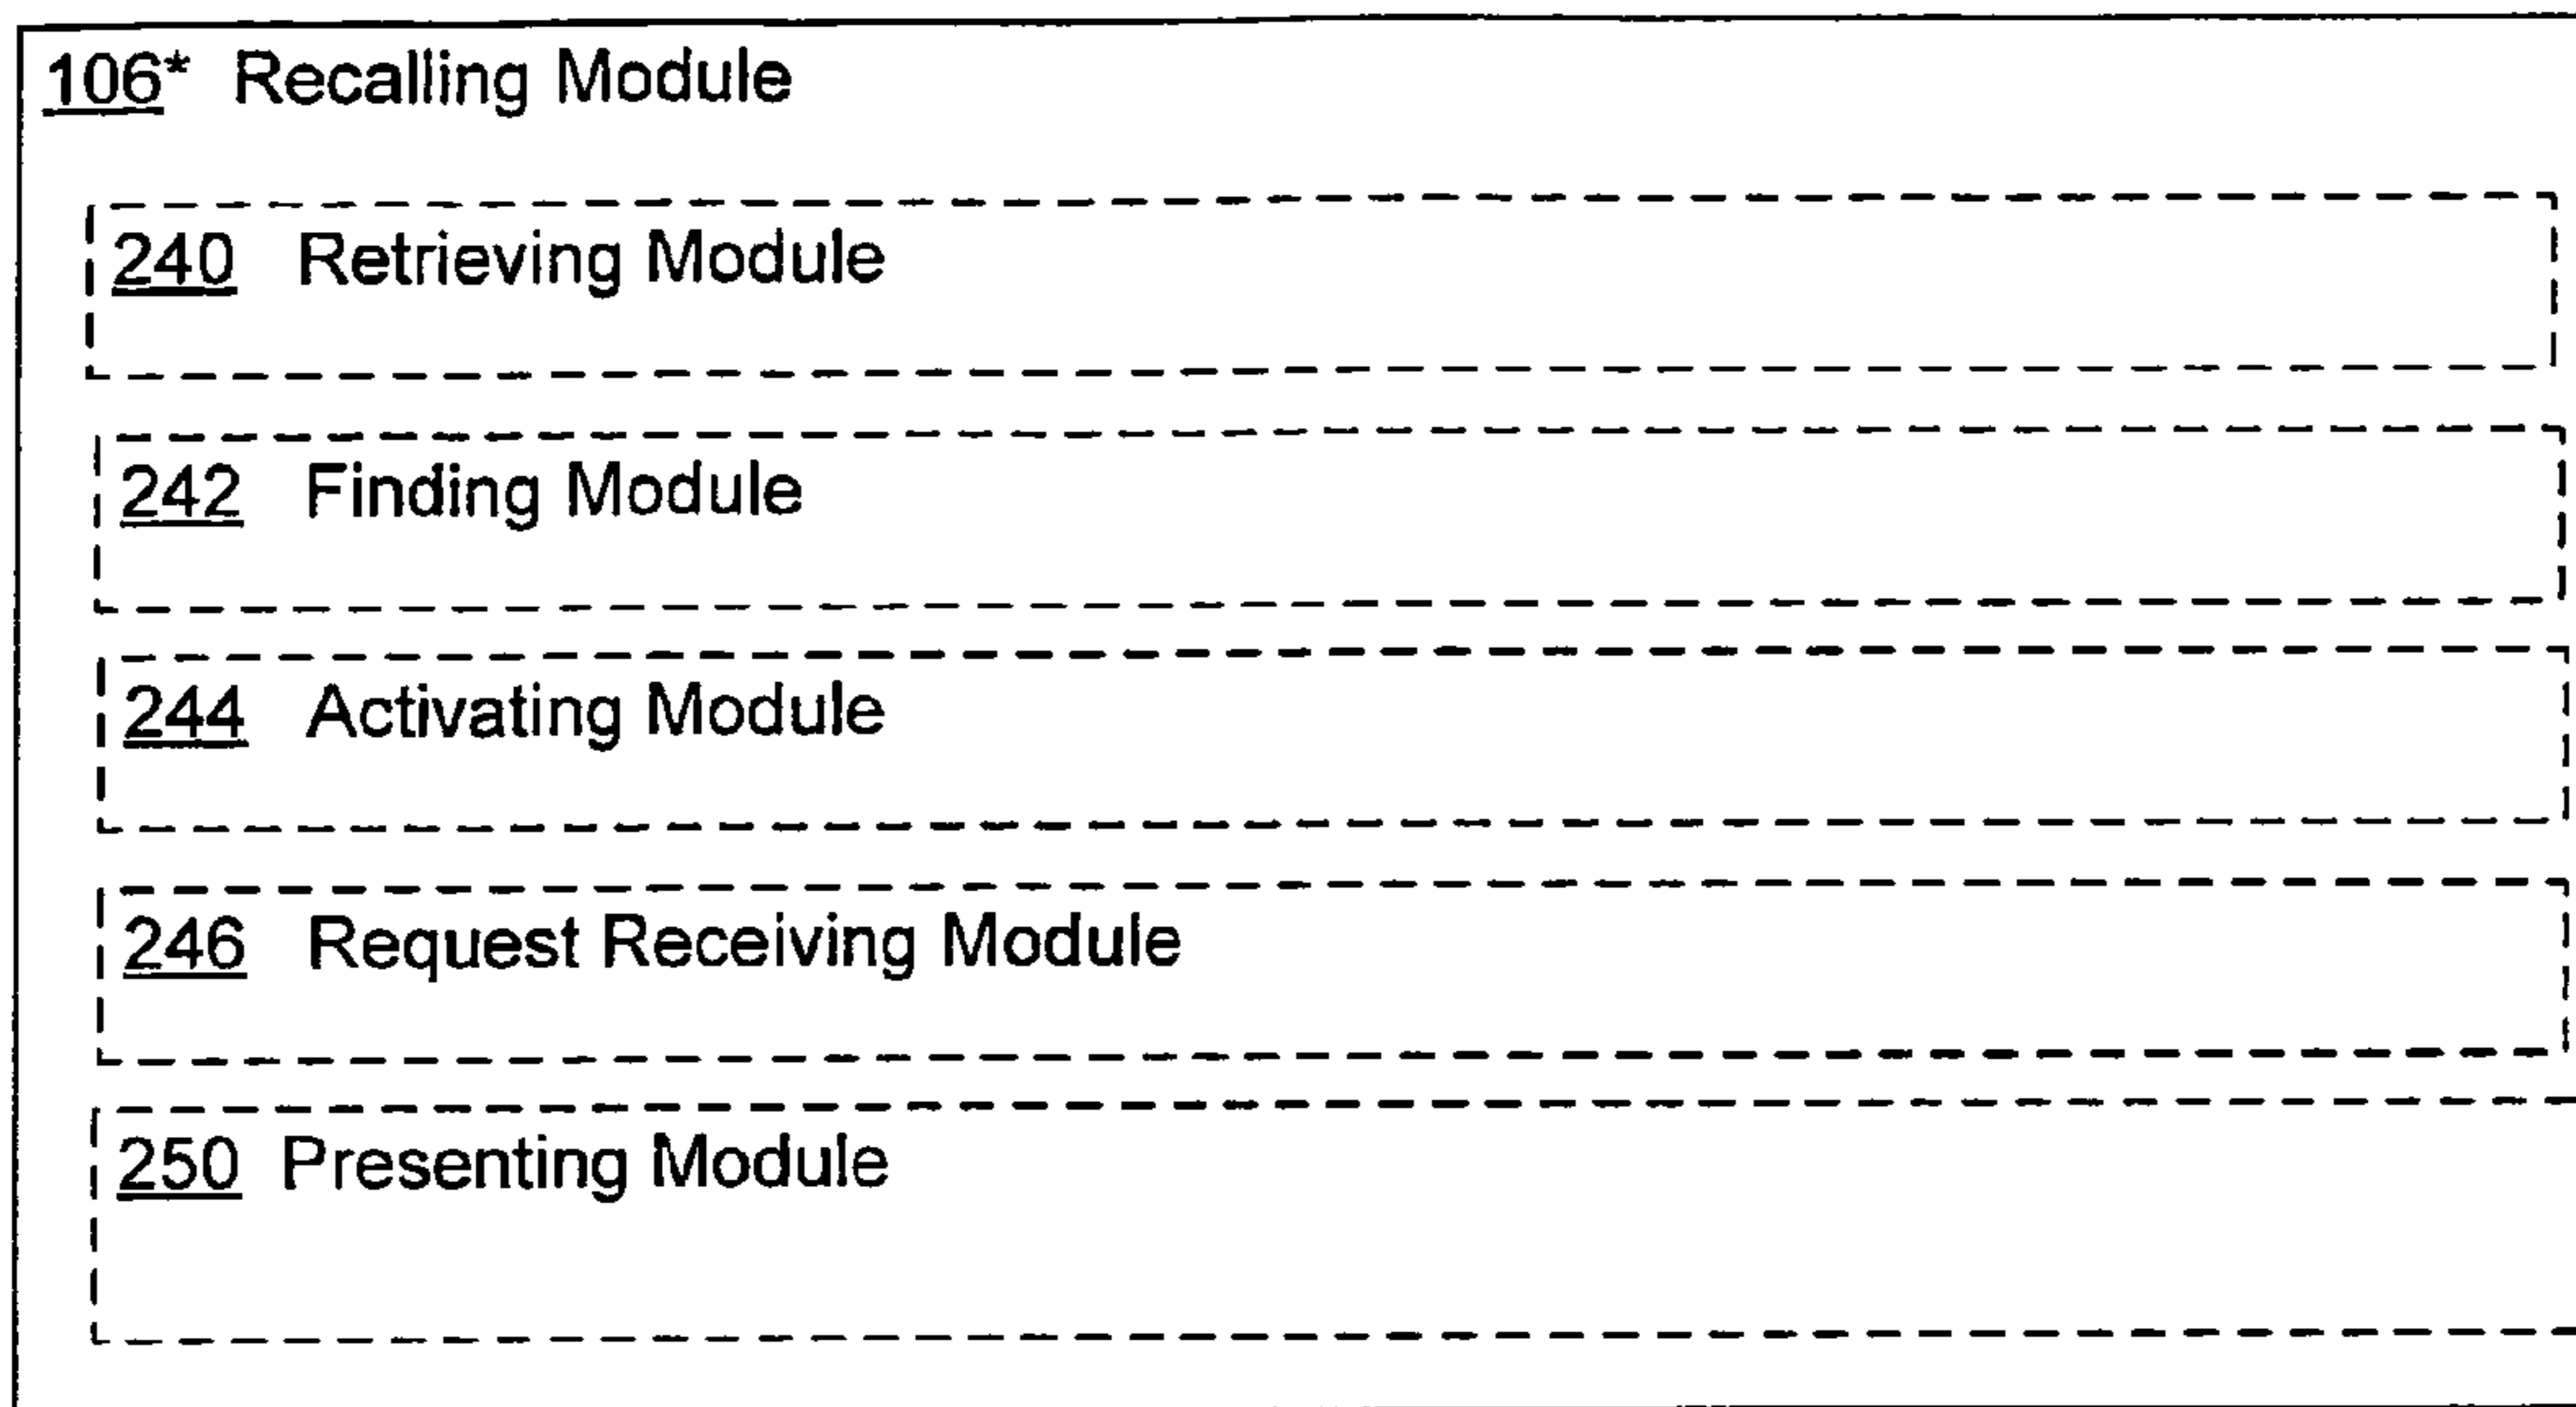 106* Recalling Module
240 Retrieving Module
242 Finding Module
244 Activating Module
246 Request Receiving Module
250 Presenting Module